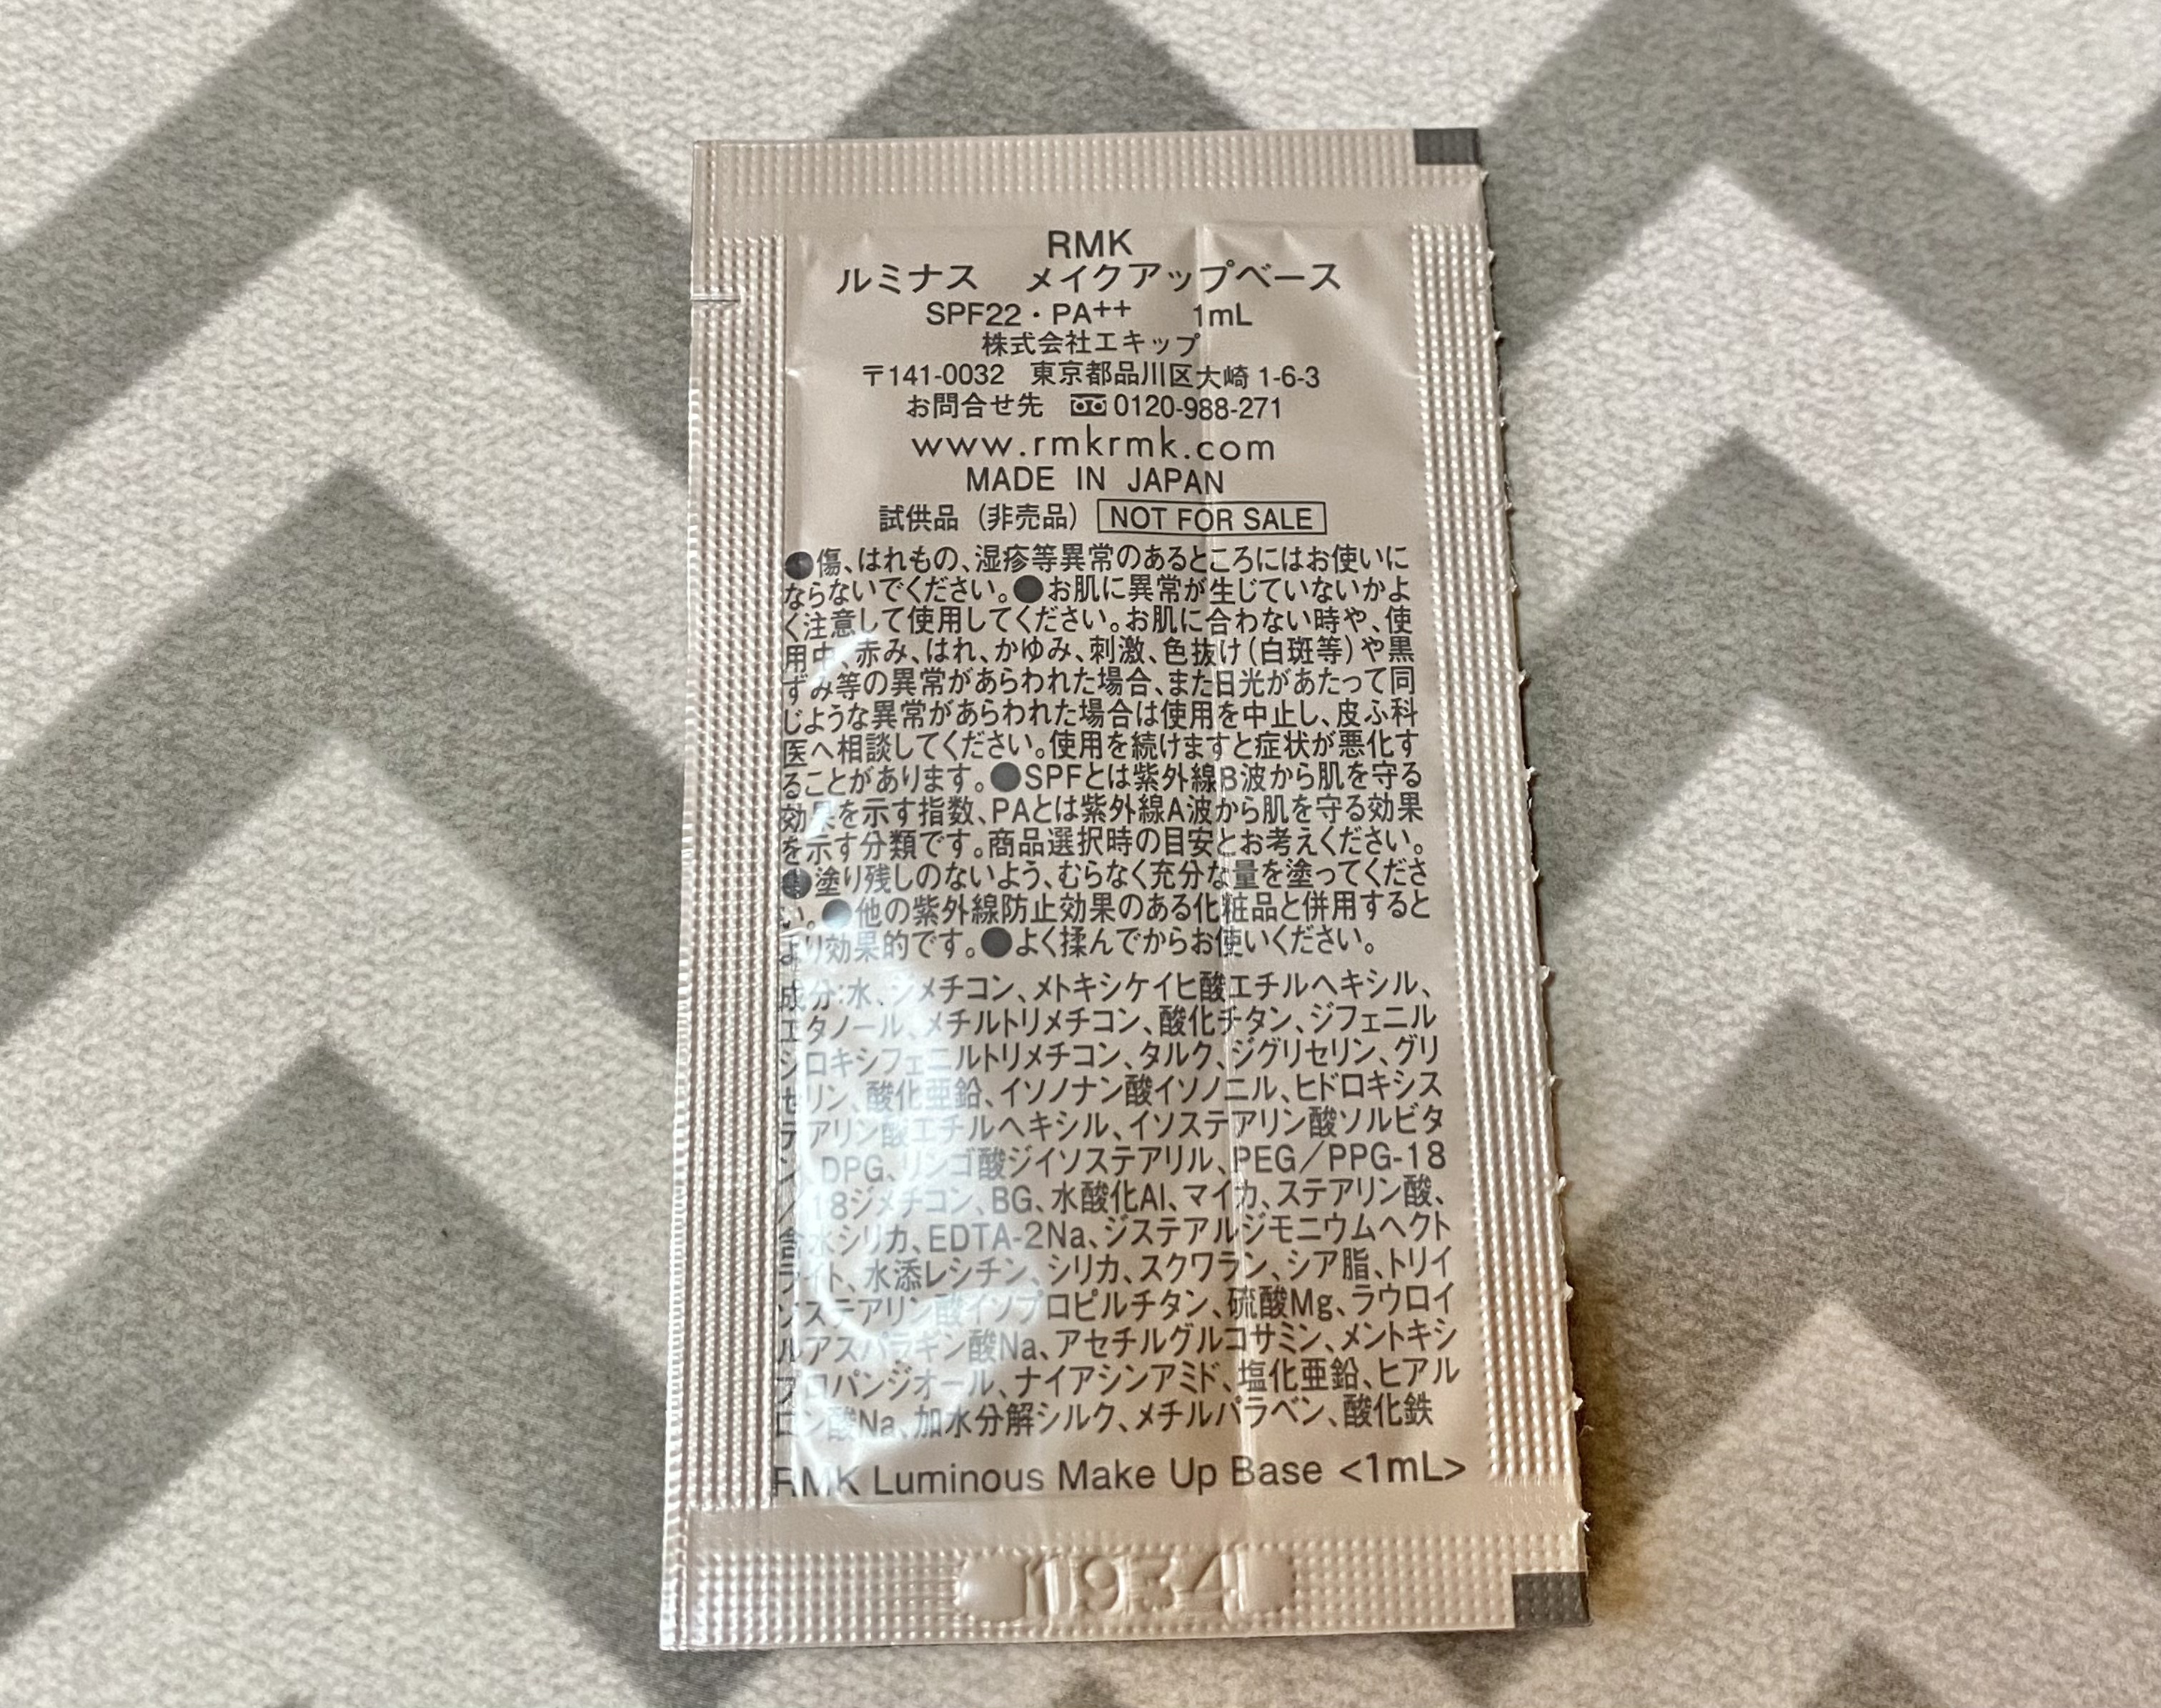 RMK
ルミナス　メイクアップベース
SPF22・PA++　1mL
株式会社エキップ
〒141-0032　東京都品川区大崎 1-6-3
お問合せ先　0120-988-271
www.rmkrmk.com
MADE IN JAPAN
試供品（非売品） NOT FOR SALE
●傷、はれもの、湿疹等異常のあるところにはお使いに
ならないでください。●お肌に異常が生じていないかよ
く注意して使用してください。お肌に合わない時や、使
用中、赤み、はれ、かゆみ、刺激、色抜け（白斑等）や黒
ずみ等の異常があらわれた場合、また日光があたって同
じような異常があらわれた場合は使用を中止し、皮ふ科
医へ相談してください。使用を続けますと症状が悪化す
ることがあります。●SPFとは紫外線B波から肌を守る
効果を示す指数、PAとは紫外線A波から肌を守る効果
を示す分類です。商品選択時の目安とお考えください。
●塗り残しのないよう、むらなく充分な量を塗ってくださ
い。●他の紫外線防止効果のある化粧品と併用すると
より効果的です。●よく揉んでからお使いください。
成分:水、ジメチコン、メトキシケイヒ酸エチルヘキシル、
エタノール、メチルトリメチコン、酸化チタン、ジフェニル
シロキシフェニルトリメチコン、タルク、ジグリセリン、グリ
セリン、酸化亜鉛、イソノナン酸イソノニル、ヒドロキシス
テアリン酸エチルヘキシル、イソステアリン酸ソルビタ
ン、DPG、リンゴ酸ジイソステアリル、PEG／PPG-18
／18ジメチコン、BG、水酸化Al、マイカ、ステアリン酸、
含水シリカ、EDTA-2Na、ジステアルジモニウムヘクト
ライト、水添レシチン、シリカ、スクワラン、シア脂、トリイ
ソステアリン酸イソプロピルチタン、硫酸Mg、ラウロイ
ルアスパラギン酸Na、アセチルグルコサミン、メントキシ
プロパンジオール、ナイアシンアミド、塩化亜鉛、ヒアル
ロン酸Na、加水分解シルク、メチルパラベン、酸化鉄
RMK Luminous Make Up Base <1mL>
1934